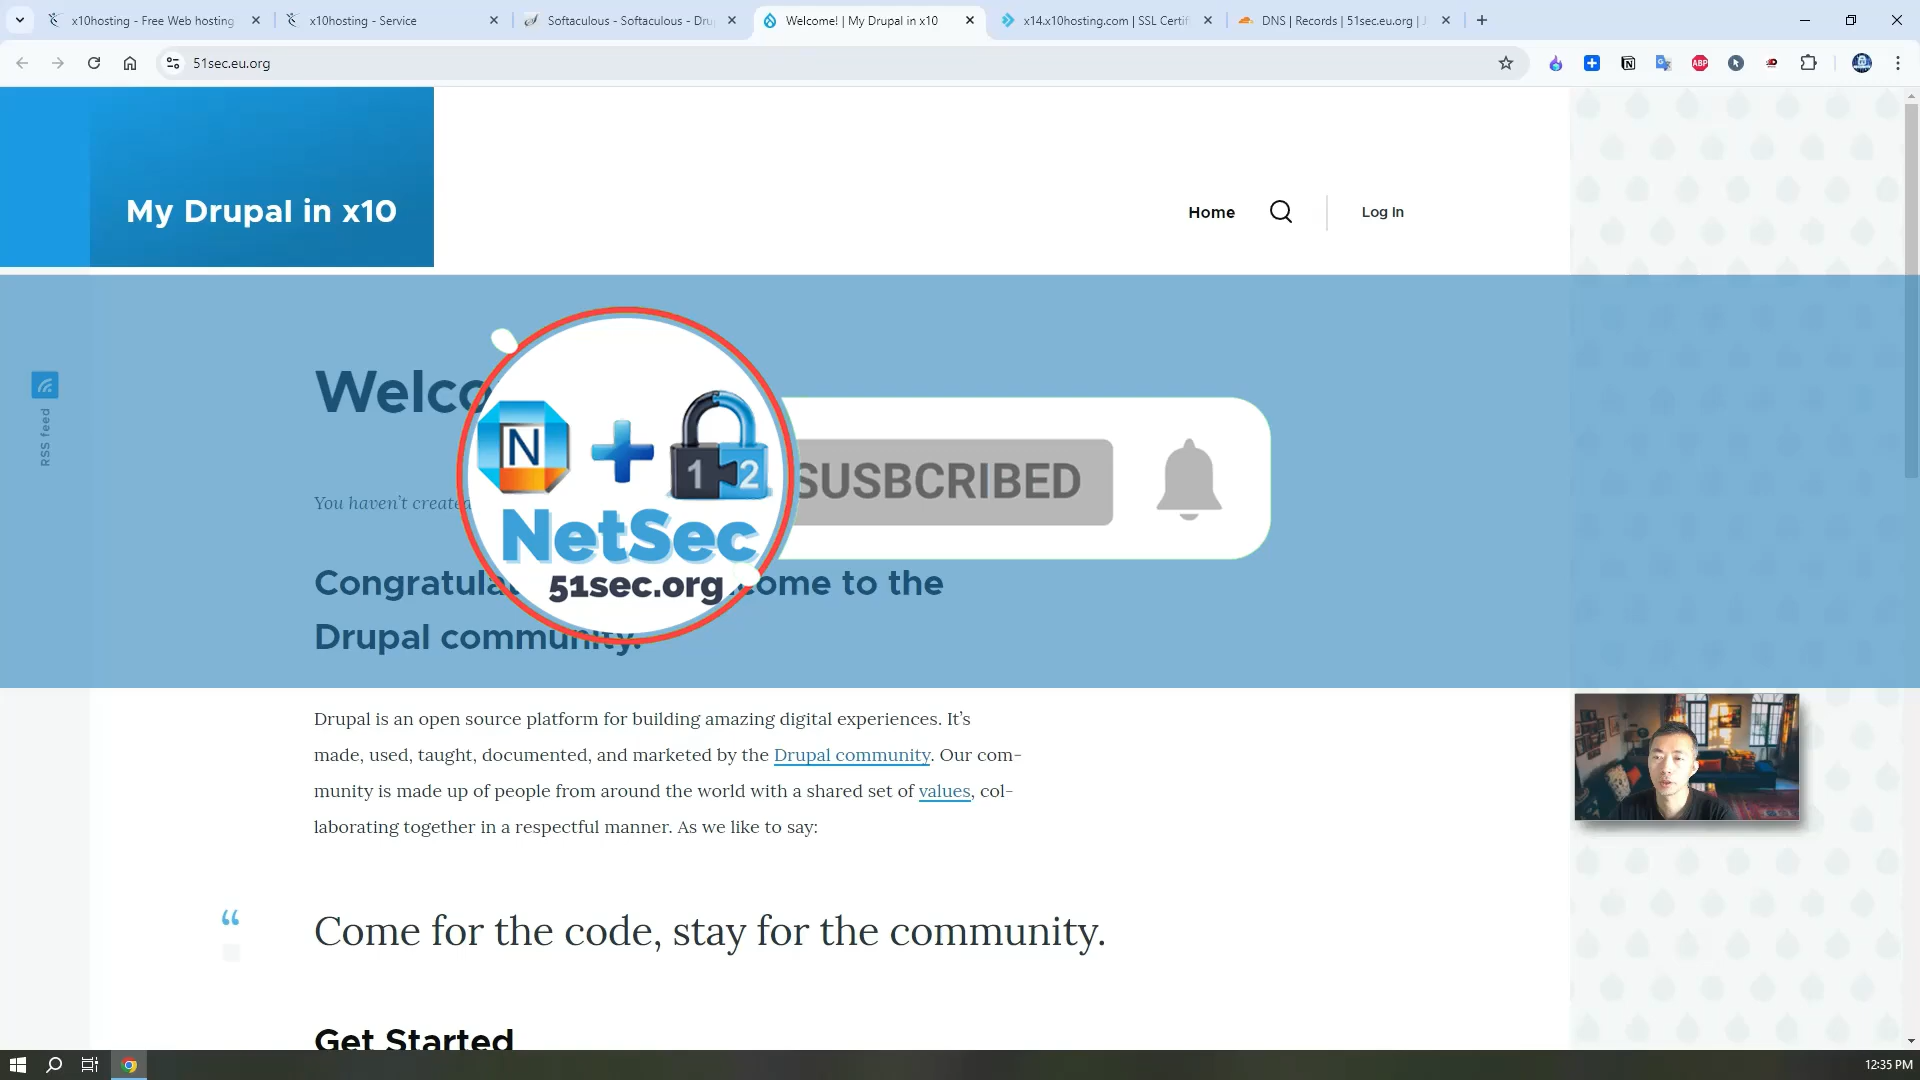 x10hosting - Free Web hosting
x10hosting - Service
Softaculous - Softaculous - Dru
Welcome! | My Drupal in x10
x14.x10hosting.com | SSL Certif
DNS | Records | 51sec.eu.org |
51sec.eu.org
ABP
My Drupal in x10
Home
Log In
RSS feed
Welco
N
1 2
SUSBCRIBED
You haven't created
NetSec
51sec.org
Congratula ome to the
Drupal community.
Drupal is an open source platform for building amazing digital experiences. It's
made, used, taught, documented, and marketed by the Drupal community. Our com-
munity is made up of people from around the world with a shared set of values, col-
laborating together in a respectful manner. As we like to say:
“ Come for the code, stay for the community.
Get Started
12:35 PM